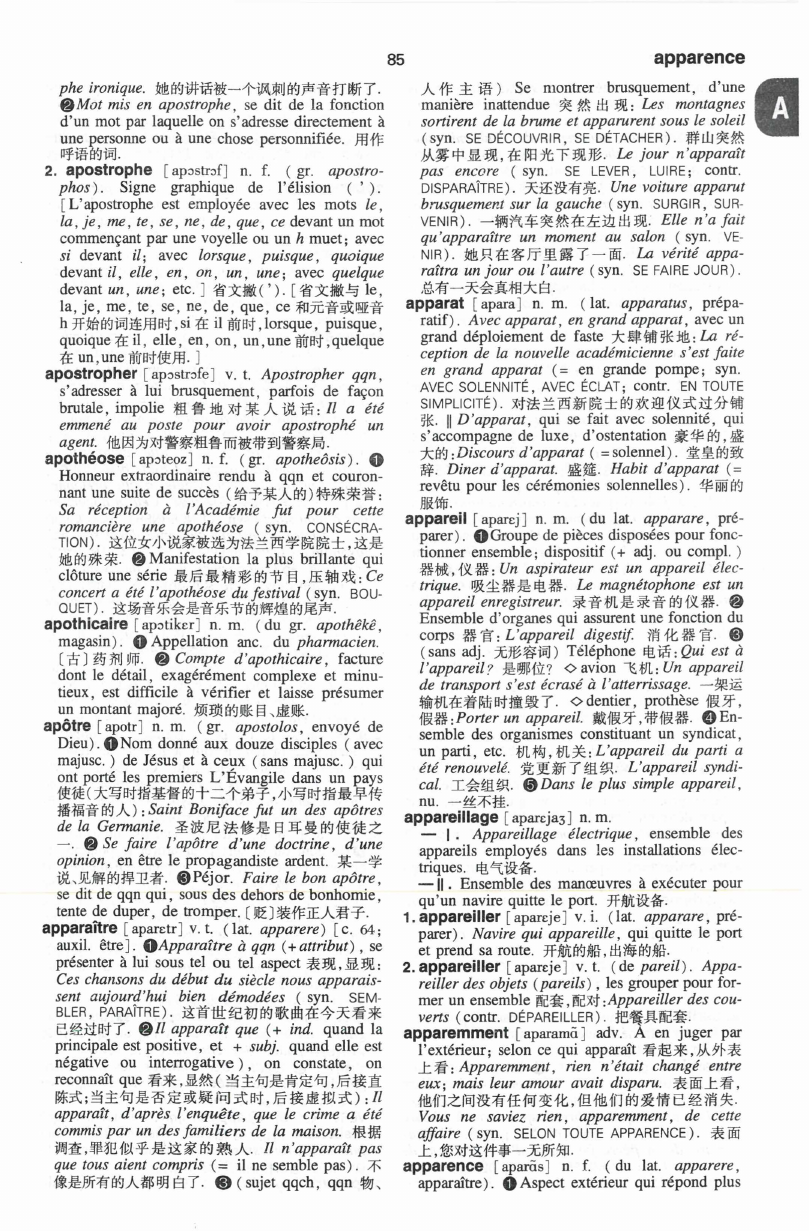 85
apparence
A
phe ironique. 她的讲话被一个讽刺的声音打断了.
❷Mot mis en apostrophe, se dit de la fonction
d'un mot par laquelle on s'adresse directement à
une personne ou à une chose personnifiée. 用作
呼语的词.
2. apostrophe [apɔstrɔf] n. f. (gr. apostro-
phos). Signe graphique de l'élision (').
[L'apostrophe est employée avec les mots le,
la, je, me, te, se, ne, de, que, ce devant un mot
commençant par une voyelle ou un h muet; avec
si devant il; avec lorsque, puisque, quoique
devant il, elle, en, on, un, une; avec quelque
devant un, une; etc.] 省文撇('). [省文撇与 le,
la, je, me, te, se, ne, de, que, ce 和元音或哑音
h 开始的词连用时,si 在 il 前时,lorsque, puisque,
quoique 在 il, elle, en, on, un,une 前时,quelque
在 un,une 前时使用.]
apostropher [apɔstrɔfe] v. t. Apostropher qqn,
s'adresser à lui brusquement, parfois de façon
brutale, impolie 粗鲁地对某人说话: Il a été
emmené au poste pour avoir apostrophé un
agent. 他因为对警察粗鲁而被带到警察局.
apothéose [apɔteoz] n. f. (gr. apotheôsis). ❶
Honneur extraordinaire rendu à qqn et couron-
nant une suite de succès (给予某人的)特殊荣誉:
Sa réception à l'Académie fut pour cette
romancière une apothéose (syn. CONSÉCRA-
TION). 这位女小说家被选为法兰西学院院士,这是
她的殊荣. ❷Manifestation la plus brillante qui
clôture une série 最后最精彩的节目,压轴戏:Ce
concert a été l'apothéose du festival (syn. BOU-
QUET). 这场音乐会是音乐节的辉煌的尾声.
apothicaire [apɔtikɛr] n. m. (du gr. apothêkê,
magasin). ❶Appellation anc. du pharmacien.
〔古〕药剂师. ❷ Compte d'apothicaire, facture
dont le détail, exagérément complexe et minu-
tieux, est difficile à vérifier et laisse présumer
un montant majoré. 烦琐的账目、虚账.
apôtre [apotr] n. m. (gr. apostolos, envoyé de
Dieu). ❶Nom donné aux douze disciples (avec
majusc.) de Jésus et à ceux (sans majusc.) qui
ont porté les premiers L'Évangile dans un pays
使徒(大写时指基督的十二个弟子,小写时指最早传
播福音的人):Saint Boniface fut un des apôtres
de la Germanie. 圣波尼法修是日耳曼的使徒之
一. ❷ Se faire l'apôtre d'une doctrine, d'une
opinion, en être le propagandiste ardent. 某一学
说、见解的捍卫者. ❸Péjor. Faire le bon apôtre,
se dit de qqn qui, sous des dehors de bonhomie,
tente de duper, de tromper.〔贬〕装作正人君子.
apparaître [aparɛtr] v. t. (lat. apparere) [c. 64;
auxil. être]. ❶Apparaître à qqn (+attribut), se
présenter à lui sous tel ou tel aspect 表现,显现:
Ces chansons du début du siècle nous apparais-
sent aujourd'hui bien démodées (syn. SEM-
BLER, PARAÎTRE). 这首世纪初的歌曲在今天看来
已经过时了. ❷Il apparaît que (+ ind. quand la
principale est positive, et + subj. quand elle est
négative ou interrogative), on constate, on
reconnaît que 看来,显然(当主句是肯定句,后接直
陈式;当主句是否定或疑问式时,后接虚拟式):Il
apparaît, d'après l'enquête, que le crime a été
commis par un des familiers de la maison. 根据
调查,罪犯似乎是这家的熟人. Il n'apparaît pas
que tous aient compris (= il ne semble pas). 不
像是所有的人都明白了. ❸ (sujet qqch, qqn 物、
人作主语) Se montrer brusquement, d'une
manière inattendue 突然出现: Les montagnes
sortirent de la brume et apparurent sous le soleil
(syn. SE DÉCOUVRIR, SE DÉTACHER). 群山突然
从雾中显现,在阳光下现形. Le jour n'apparaît
pas encore (syn. SE LEVER, LUIRE; contr.
DISPARAÎTRE). 天还没有亮. Une voiture apparut
brusquement sur la gauche (syn. SURGIR, SUR-
VENIR). 一辆汽车突然在左边出现. Elle n'a fait
qu'apparaître un moment au salon (syn. VE-
NIR). 她只在客厅里露了一面. La vérité appa-
raîtra un jour ou l'autre (syn. SE FAIRE JOUR).
总有一天会真相大白.
apparat [apara] n. m. (lat. apparatus, prépa-
ratif). Avec apparat, en grand apparat, avec un
grand déploiement de faste 大肆铺张地: La ré-
ception de la nouvelle académicienne s'est faite
en grand apparat (= en grande pompe; syn.
AVEC SOLENNITÉ, AVEC ÉCLAT; contr. EN TOUTE
SIMPLICITÉ). 对法兰西新院士的欢迎仪式过分铺
张. ‖ D'apparat, qui se fait avec solennité, qui
s'accompagne de luxe, d'ostentation 豪华的,盛
大的:Discours d'apparat (=solennel). 堂皇的致
辞. Diner d'apparat. 盛筵. Habit d'apparat (=
revêtu pour les cérémonies solennelles). 华丽的
服饰.
appareil [aparɛj] n. m. (du lat. apparare, pré-
parer). ❶Groupe de pièces disposées pour fonc-
tionner ensemble; dispositif (+ adj. ou compl.)
器械,仪器: Un aspirateur est un appareil élec-
trique. 吸尘器是电器. Le magnétophone est un
appareil enregistreur. 录音机是录音的仪器. ❷
Ensemble d'organes qui assurent une fonction du
corps 器官: L'appareil digestif. 消化器官. ❸
(sans adj. 无形容词) Téléphone 电话:Qui est à
l'appareil? 是哪位? ◇avion 飞机: Un appareil
de transport s'est écrasé à l'atterrissage. 一架运
输机在着陆时撞毁了. ◇dentier, prothèse 假牙,
假器:Porter un appareil. 戴假牙,带假器. ❹En-
semble des organismes constituant un syndicat,
un parti, etc. 机构,机关: L'appareil du parti a
été renouvelé. 党更新了组织. L'appareil syndi-
cal. 工会组织. ❺Dans le plus simple appareil,
nu. 一丝不挂.
appareillage [aparɛjaʒ] n. m.
— Ⅰ. Appareillage électrique, ensemble des
appareils employés dans les installations élec-
triques. 电气设备.
—Ⅱ. Ensemble des manœuvres à exécuter pour
qu'un navire quitte le port. 开航设备.
1. appareiller [apareje] v. i. (lat. apparare, pré-
parer). Navire qui appareille, qui quitte le port
et prend sa route. 开航的船,出海的船.
2. appareiller [apareje] v. t. (de pareil). Appa-
reiller des objets (pareils), les grouper pour for-
mer un ensemble 配套,配对:Appareiller des cou-
verts (contr. DÉPAREILLER). 把餐具配套.
apparemment [aparamɑ̃] adv. À en juger par
l'extérieur; selon ce qui apparaît 看起来,从外表
上看: Apparemment, rien n'était changé entre
eux; mais leur amour avait disparu. 表面上看,
他们之间没有任何变化,但他们的爱情已经消失.
Vous ne saviez rien, apparemment, de cette
affaire (syn. SELON TOUTE APPARENCE). 表面
上,您对这件事一无所知.
apparence [aparɑ̃s] n. f. (du lat. apparere,
apparaître). ❶Aspect extérieur qui répond plus